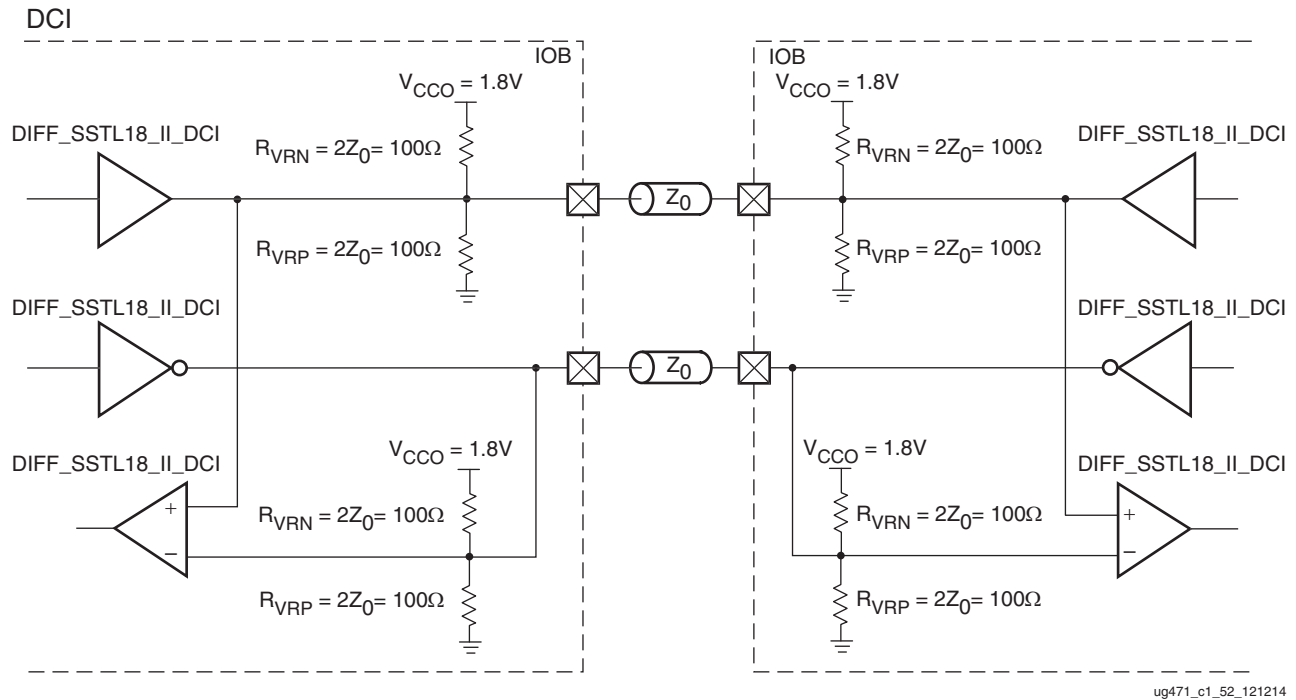 DCI
IOB
IOB
V_CCO = 1.8V
V_CCO = 1.8V
DIFF_SSTL18_II_DCI
DIFF_SSTL18_II_DCI
R_VRN = 2Z_0= 100Ω
R_VRN = 2Z_0= 100Ω
Z_0
R_VRP = 2Z_0= 100Ω
R_VRP = 2Z_0= 100Ω
DIFF_SSTL18_II_DCI
DIFF_SSTL18_II_DCI
Z_0
V_CCO = 1.8V
V_CCO = 1.8V
DIFF_SSTL18_II_DCI
DIFF_SSTL18_II_DCI
+
+
R_VRN = 2Z_0= 100Ω
R_VRN = 2Z_0= 100Ω
–
–
R_VRP = 2Z_0= 100Ω
R_VRP = 2Z_0= 100Ω
ug471_c1_52_121214